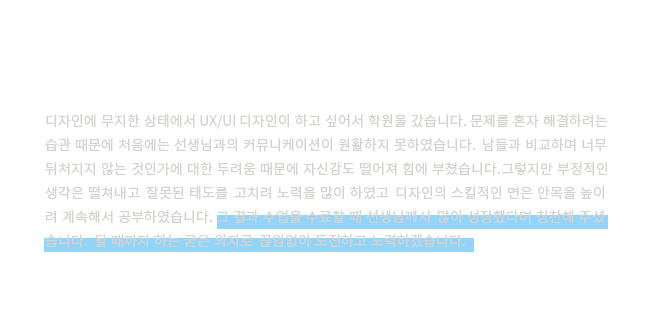 디자인에 무지한 상태에서 UX/UI 디자인이 하고 싶어서 학원을 갔습니다. 문제를 혼자 해결하려는
습관 때문에 처음에는 선생님과의 커뮤니케이션이 원활하지 못하였습니다. 남들과 비교하며 너무
뒤처지지 않는 것인가에 대한 두려움 때문에 자신감도 떨어져 힘에 부쳤습니다.그렇지만 부정적인
생각은 떨쳐내고 잘못된 태도를 고치려 노력을 많이 하였고 디자인의 스킬적인 면은 안목을 높이
려 계속해서 공부하였습니다. 그 결과 수업을 수료할 때 선생님께서 많이 성장했다며 칭찬해 주셨
습니다. 될 때까지 하는 굳은 의지로 끊임없이 도전하고 노력하겠습니다.